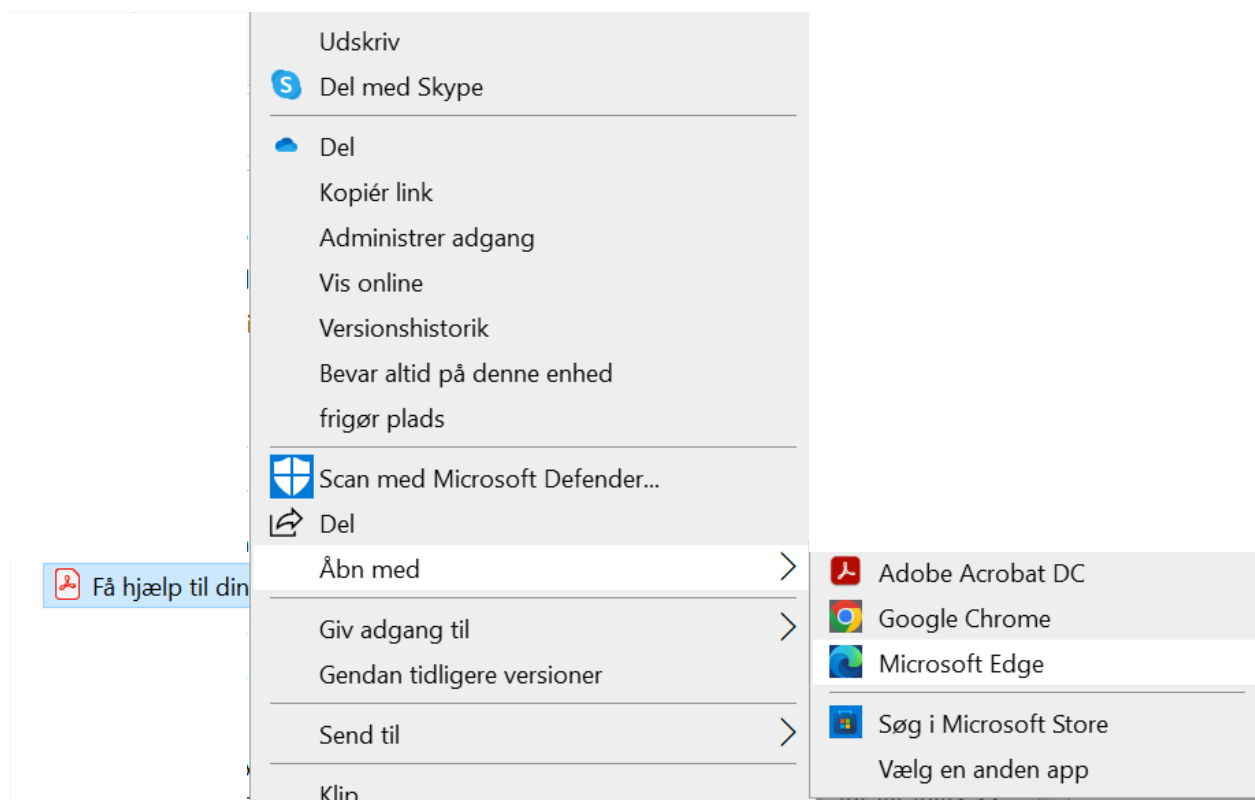 Udskriv
Del med Skype
Del
Kopiér link
Administrer adgang
Vis online
Versionshistorik
Bevar altid på denne enhed
frigør plads
Scan med Microsoft Defender...
Del
Åbn med
Få hjælp til din
Giv adgang til
Gendan tidligere versioner
Send til
Klip
Adobe Acrobat DC
Google Chrome
Microsoft Edge
Søg i Microsoft Store
Vælg en anden app